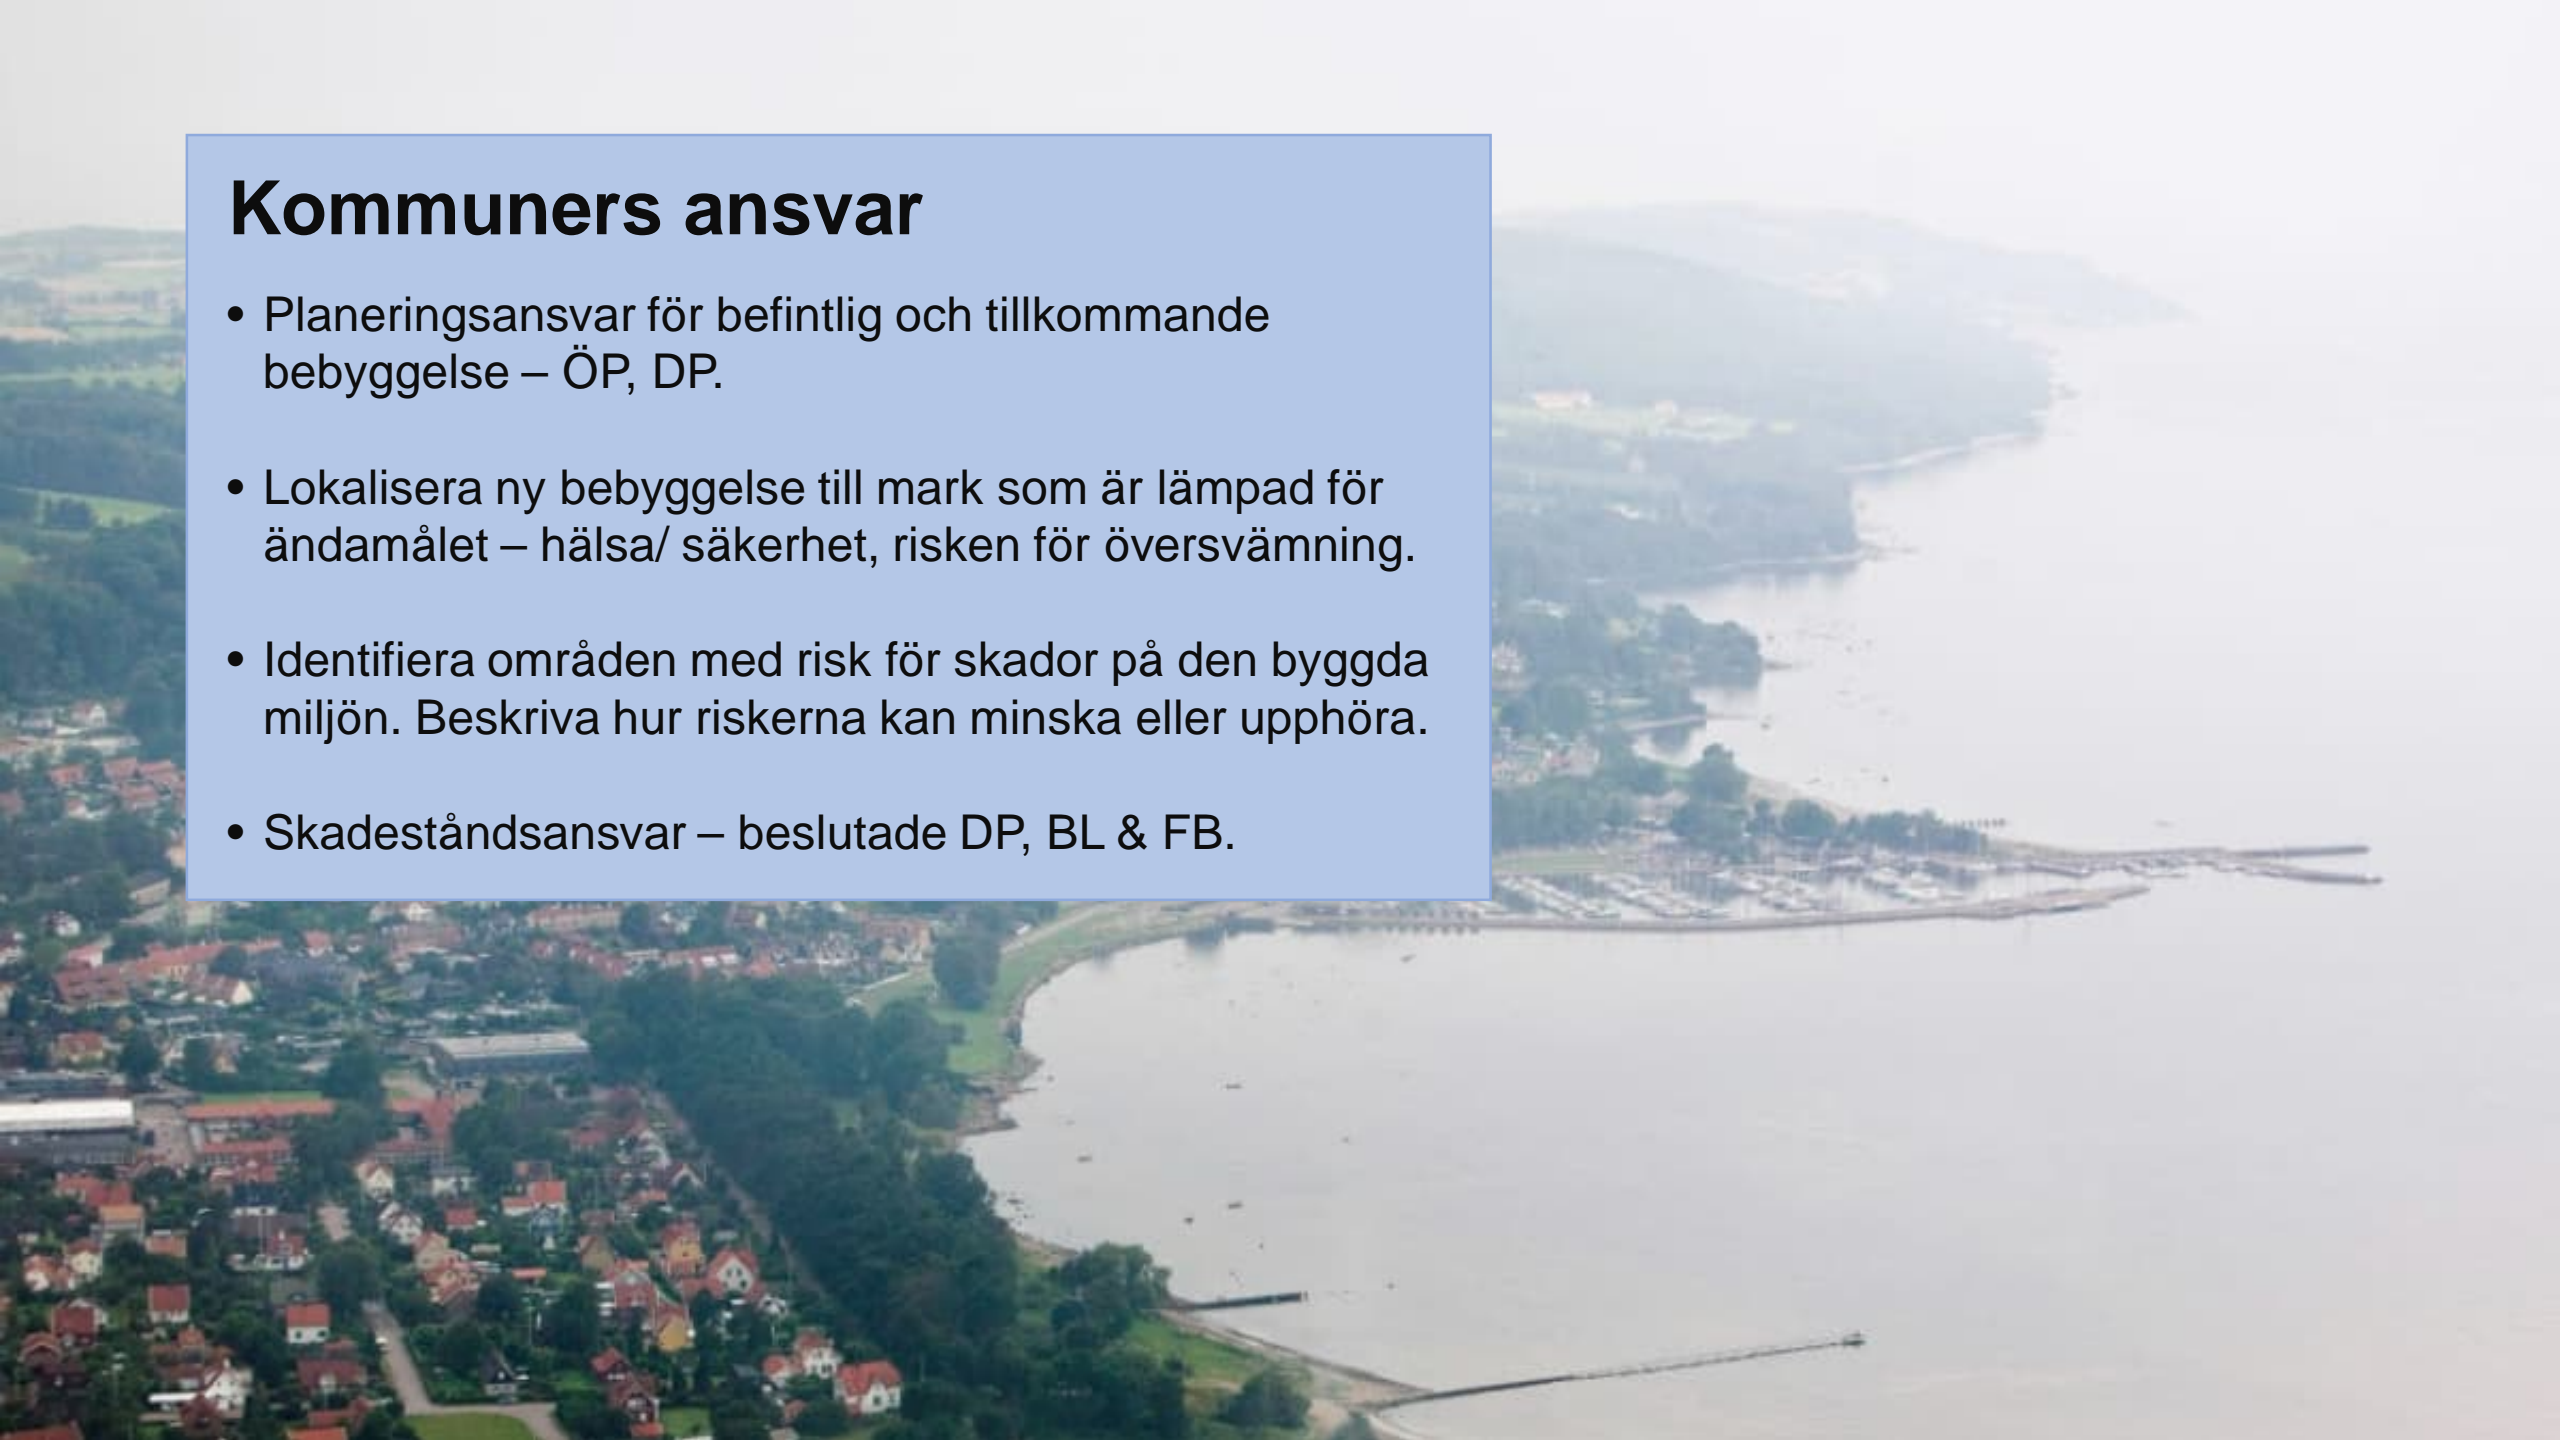 Kommuners ansvar
• Planeringsansvar för befintlig och tillkommande
bebyggelse – ÖP, DP.
• Lokalisera ny bebyggelse till mark som är lämpad för
ändamålet – hälsa/ säkerhet, risken för översvämning.
• Identifiera områden med risk för skador på den byggda
miljön. Beskriva hur riskerna kan minska eller upphöra.
• Skadeståndsansvar – beslutade DP, BL & FB.